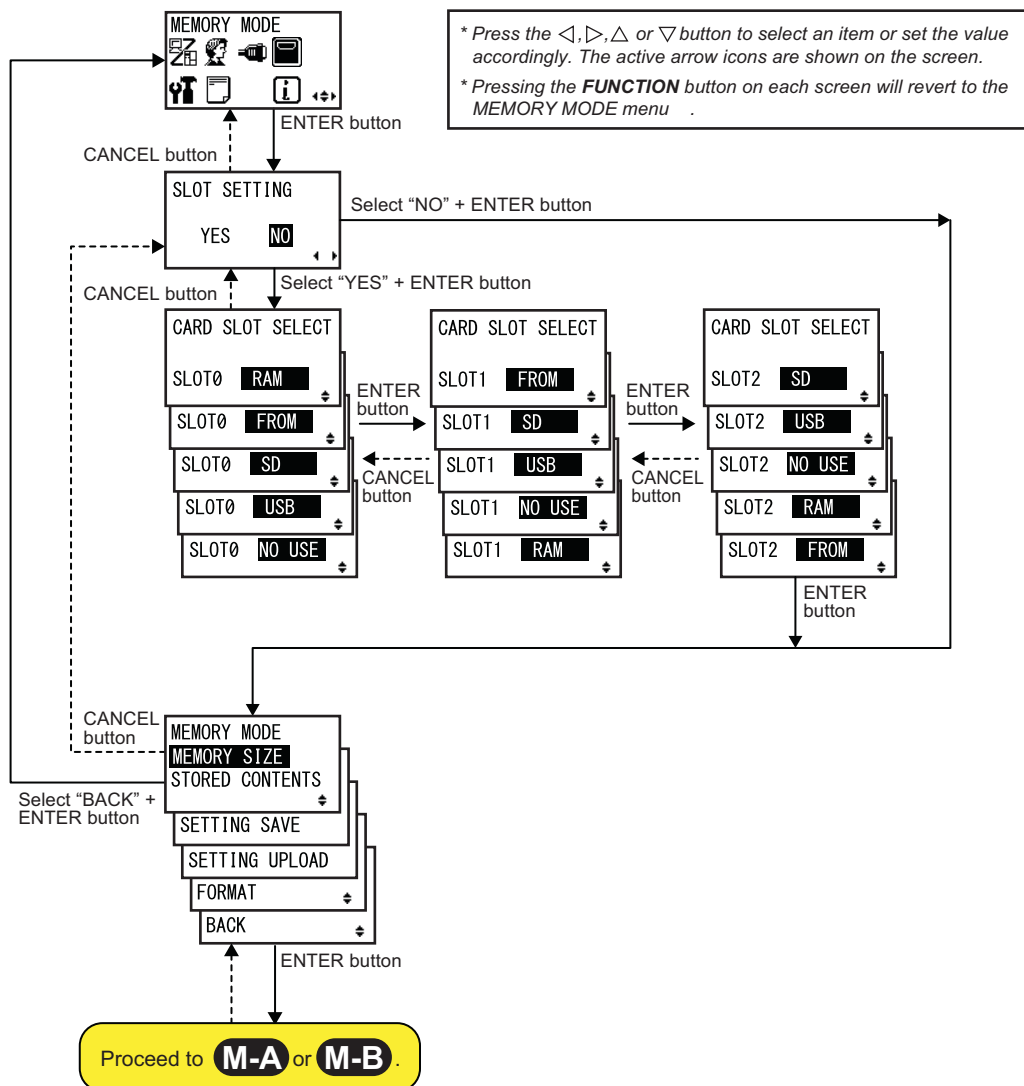 MEMORY MODE
* Press the ◁, ▷, △ or ▽ button to select an item or set the value
accordingly. The active arrow icons are shown on the screen.
* Pressing the FUNCTION button on each screen will revert to the
MEMORY MODE menu .
ENTER button
CANCEL button
SLOT SETTING
YES NO
Select “NO” + ENTER button
Select “YES” + ENTER button
CANCEL button
CARD SLOT SELECT
SLOT0 RAM
SLOT0 FROM
SLOT0 SD
SLOT0 USB
SLOT0 NO USE
ENTER
button
CANCEL
button
CARD SLOT SELECT
SLOT1 FROM
SLOT1 SD
SLOT1 USB
SLOT1 NO USE
SLOT1 RAM
ENTER
button
CANCEL
button
CARD SLOT SELECT
SLOT2 SD
SLOT2 USB
SLOT2 NO USE
SLOT2 RAM
SLOT2 FROM
ENTER
button
CANCEL
button
MEMORY MODE
MEMORY SIZE
STORED CONTENTS
SETTING SAVE
SETTING UPLOAD
FORMAT
BACK
Select “BACK” +
ENTER button
ENTER button
Proceed to M-A or M-B .